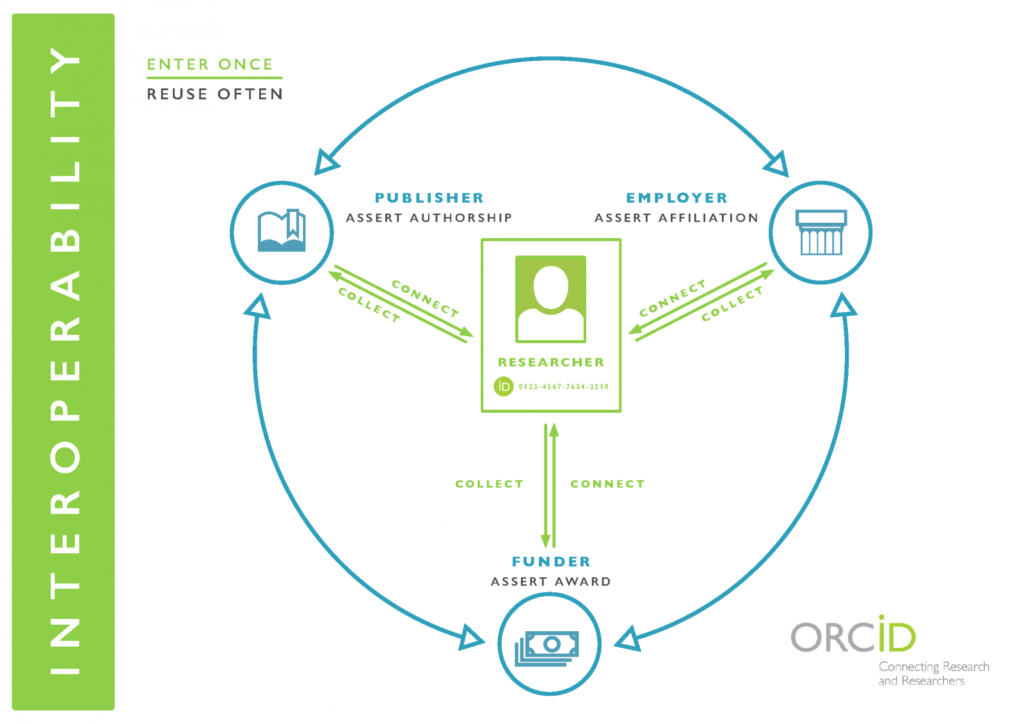 INTEROPERABILITY
ENTER ONCE
REUSE OFTEN
PUBLISHER
ASSERT AUTHORSHIP
EMPLOYER
ASSERT AFFILIATION
CONNECT
COLLECT
CONNECT
COLLECT
RESEARCHER
iD 0123-4567-7654-3210
COLLECT
CONNECT
FUNDER
ASSERT AWARD
ORCiD
Connecting Research
and Researchers